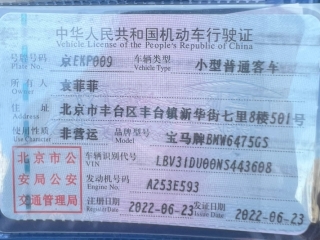 中华人民共和国机动车行驶证
Vehicle License of the People's Republic of China
号牌号码 京EKP009 车辆类型 小型普通客车
Plate No. Vehicle Type
所有人 袁菲菲
Owner
住址 北京市丰台区丰台镇新华街七里8楼501号
Address
使用性质 非营运 品牌型号 宝马牌BMW6475GS
Use Character Model
北京市公安局公安交通管理局
车辆识别代号 LBV31DU00NS443608
VIN
发动机号码 A253E593
Engine No.
注册日期 2022-06-23 发证日期 2022-06-23
Register Date Issue Date